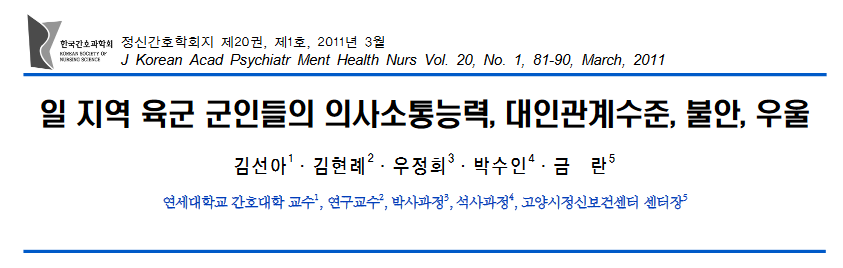 한국간호과학회
KOREAN SOCIETY OF
NURSING SCIENCE
정신간호학회지 제20권, 제1호, 2011년 3월
J Korean Acad Psychiatr Ment Health Nurs Vol. 20, No. 1, 81-90, March, 2011
일 지역 육군 군인들의 의사소통능력, 대인관계수준, 불안, 우울
김선아¹ · 김현례² · 우정희³ · 박수인⁴ · 금 란⁵
연세대학교 간호대학 교수¹, 연구교수², 박사과정³, 석사과정⁴, 고양시정신보건센터 센터장⁵